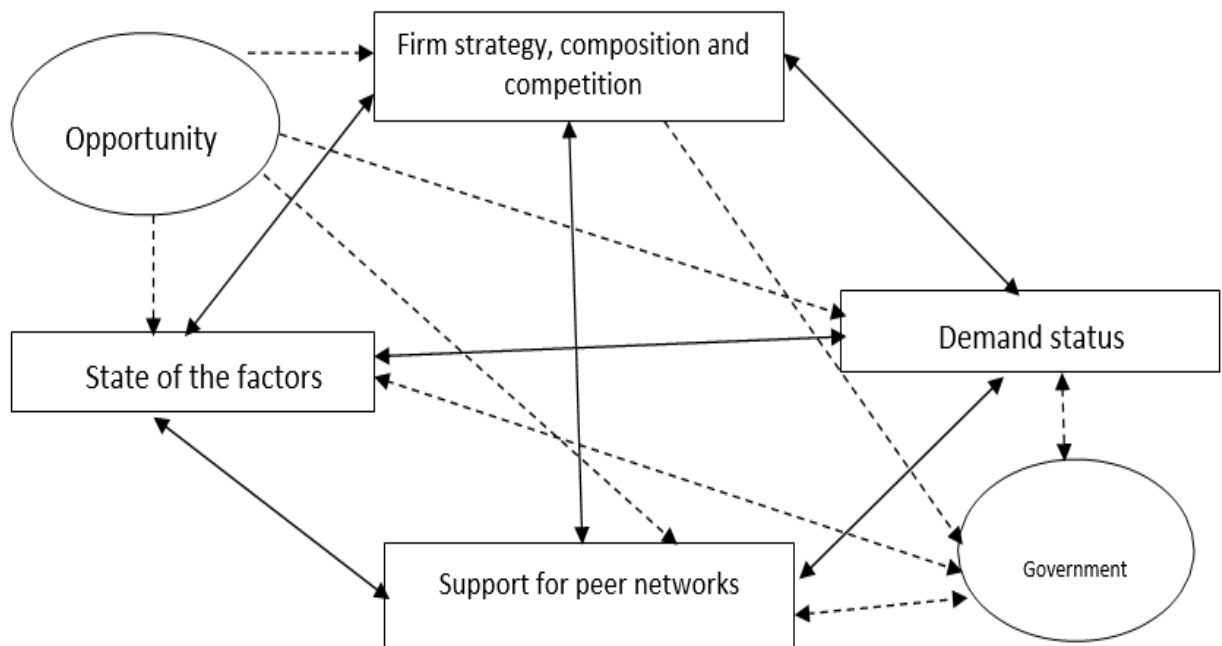 Firm strategy, composition and
competition
Opportunity
Demand status
State of the factors
Support for peer networks
Government